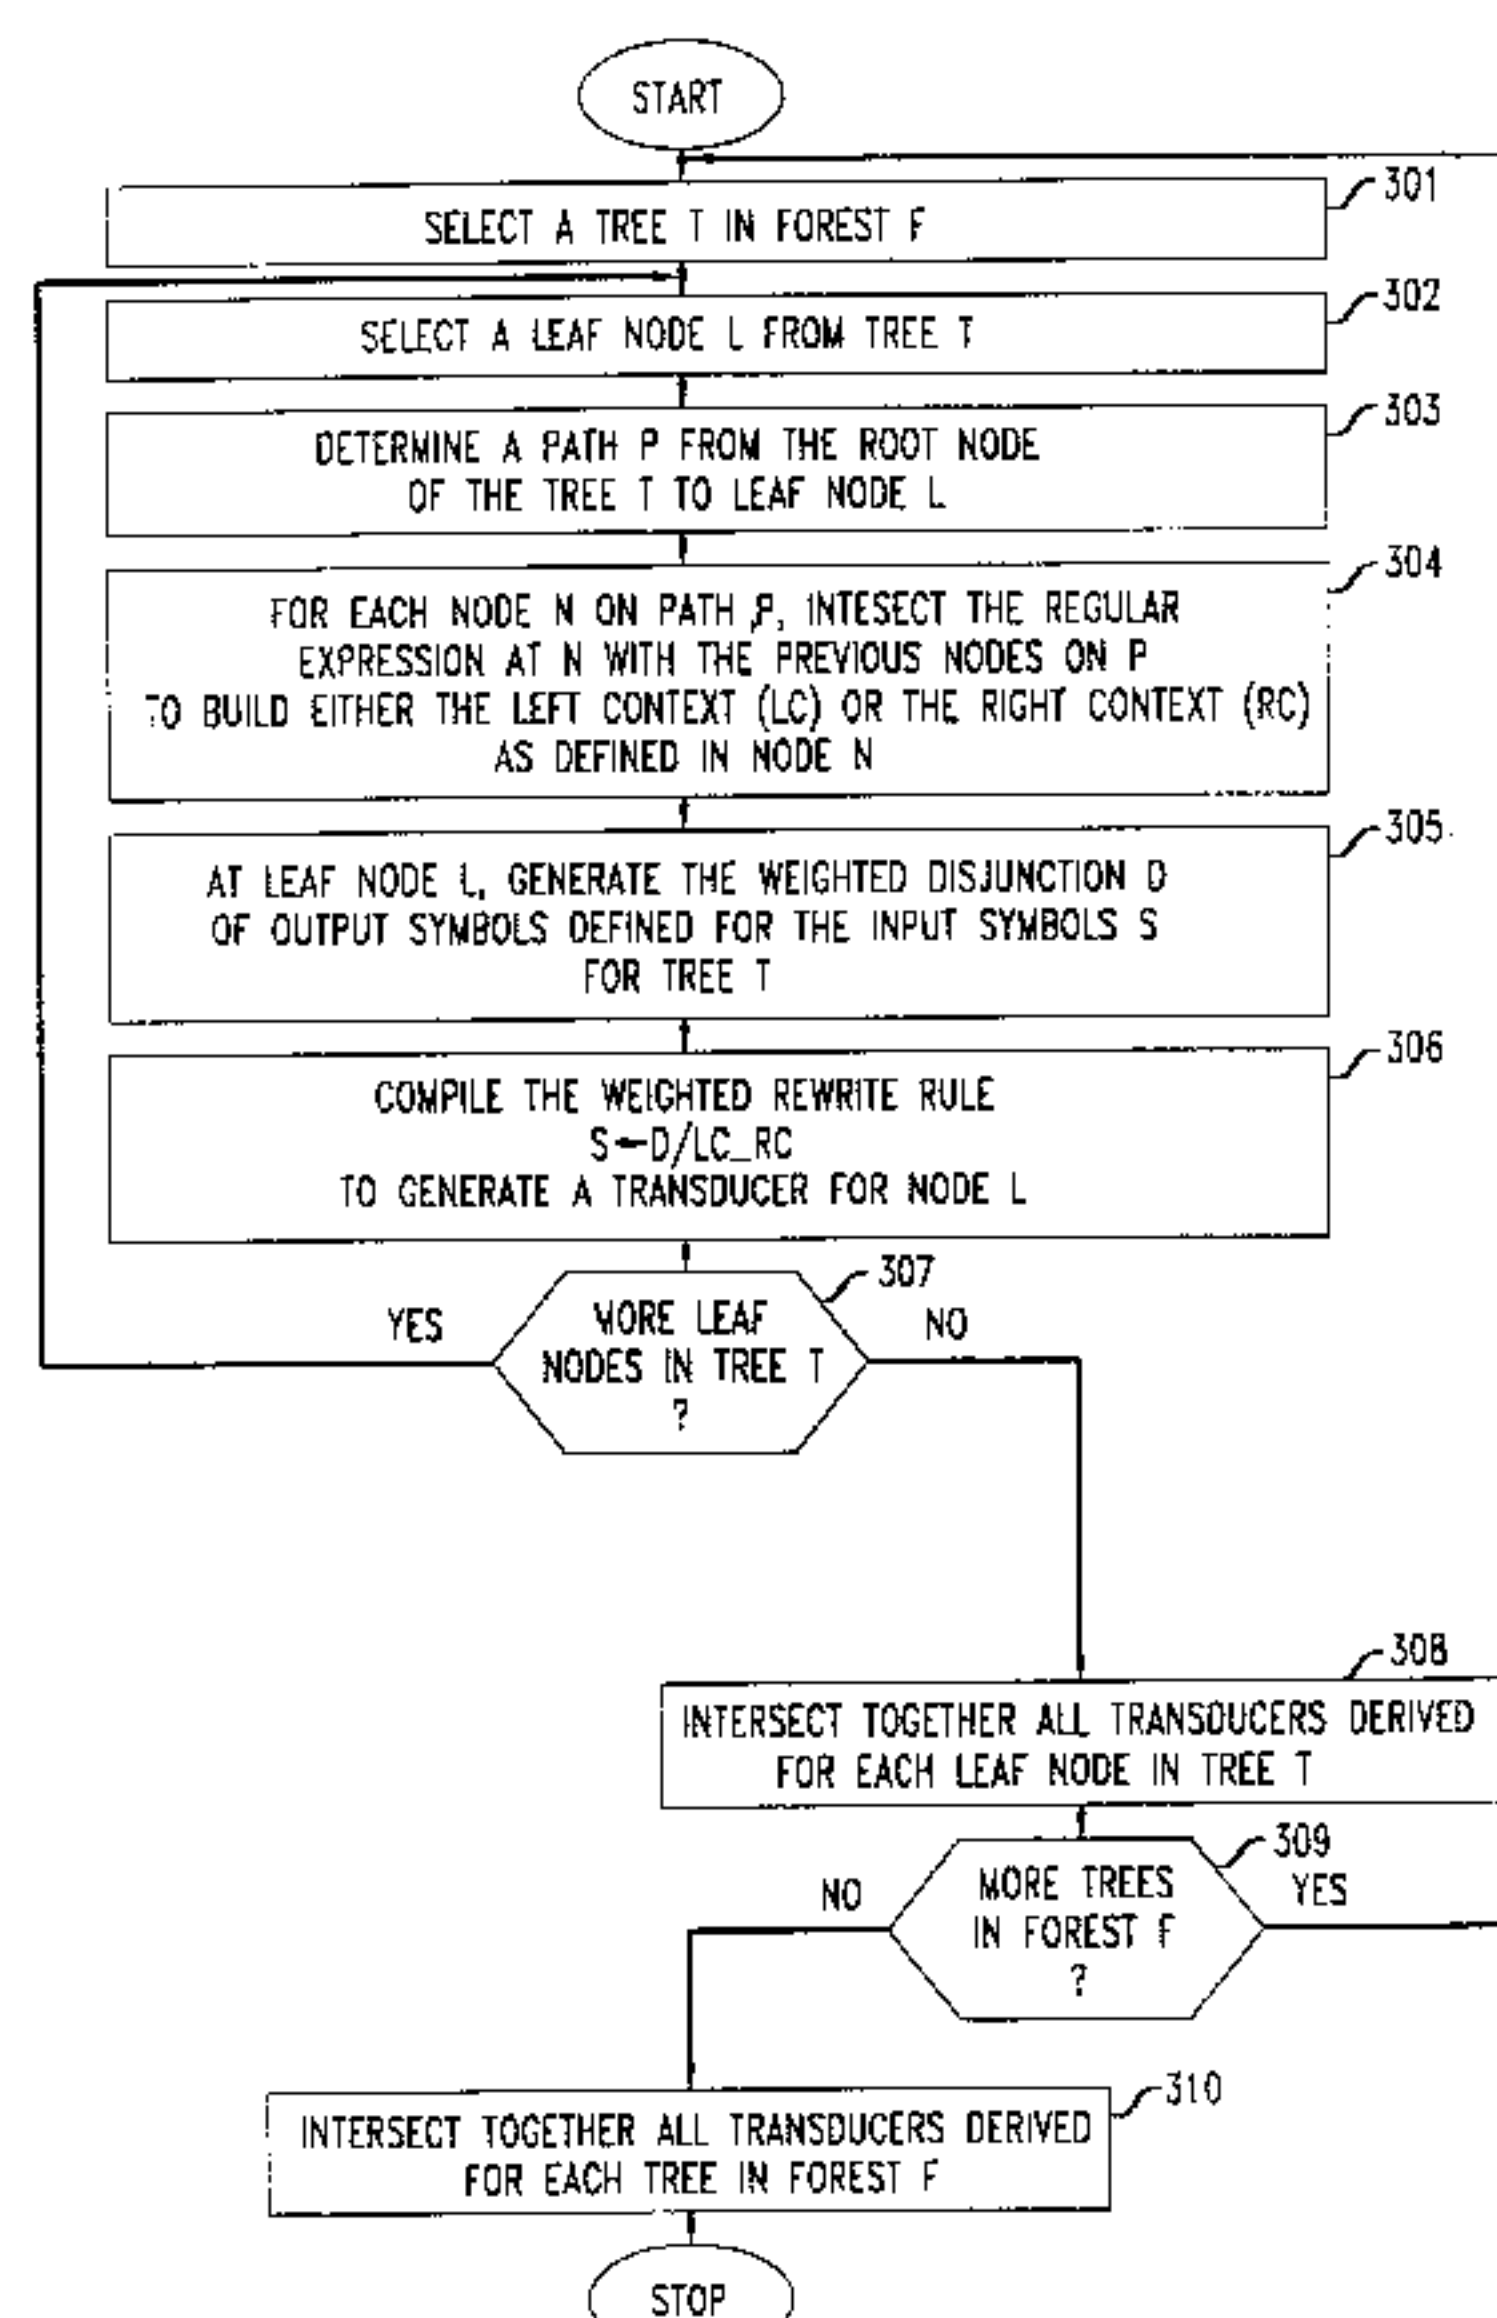 START
301
SELECT A TREE T IN FOREST F
302
SELECT A LEAF NODE L FROM TREE T
303
DETERMINE A PATH P FROM THE ROOT NODE
OF THE TREE T TO LEAF NODE L
304
FOR EACH NODE N ON PATH P, INTESECT THE REGULAR
EXPRESSION AT N WITH THE PREVIOUS NODES ON P
TO BUILD EITHER THE LEFT CONTEXT (LC) OR THE RIGHT CONTEXT (RC)
AS DEFINED IN NODE N
305
AT LEAF NODE L, GENERATE THE WEIGHTED DISJUNCTION D
OF OUTPUT SYMBOLS DEFINED FOR THE INPUT SYMBOLS S
FOR TREE T
306
COMPILE THE WEIGHTED REWRITE RULE
S←D/LC_RC
TO GENERATE A TRANSDUCER FOR NODE L
307
YES
MORE LEAF
NODES IN TREE T
?
NO
308
INTERSECT TOGETHER ALL TRANSDUCERS DERIVED
FOR EACH LEAF NODE IN TREE T
309
NO
MORE TREES
IN FOREST F
?
YES
310
INTERSECT TOGETHER ALL TRANSDUCERS DERIVED
FOR EACH TREE IN FOREST F
STOP